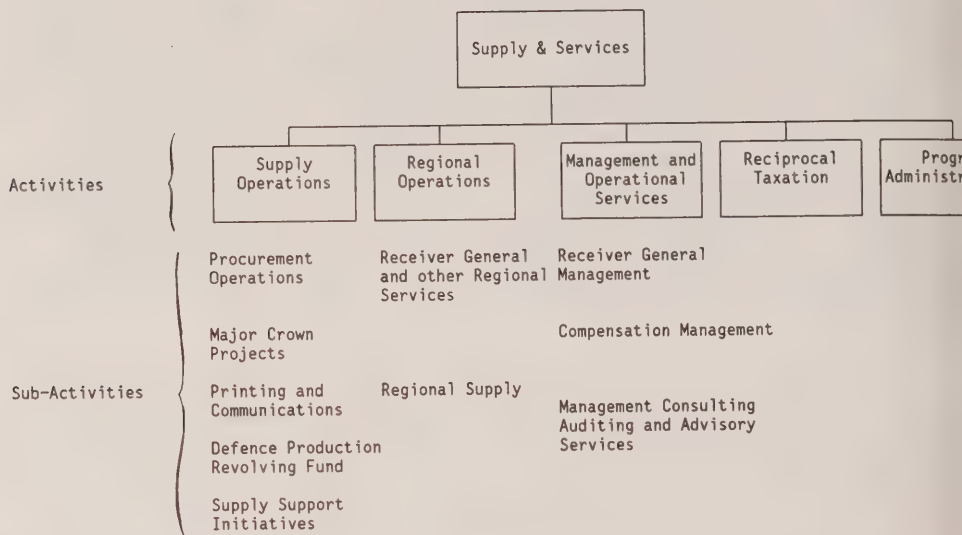 Supply & Services
Activities
Supply
Operations
Regional
Operations
Management and
Operational
Services
Reciprocal
Taxation
Sub-Activities
Procurement
Operations
Major Crown
Projects
Printing and
Communications
Defence Production
Revolving Fund
Supply Support
Initiatives
Receiver General
and other Regional
Services
Regional Supply
Receiver General
Management
Compensation Management
Management Consulting
Auditing and Advisory
Services